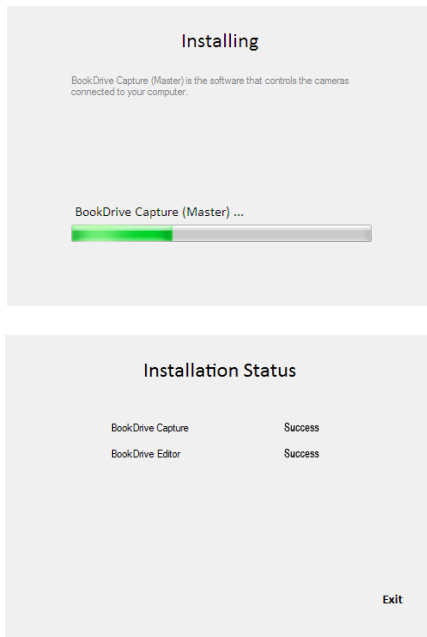 Installing
BookDrive Capture (Master) is the software that controls the cameras
connected to your computer.
BookDrive Capture (Master) ...
Installation Status
BookDrive Capture Success
BookDrive Editor Success
Exit